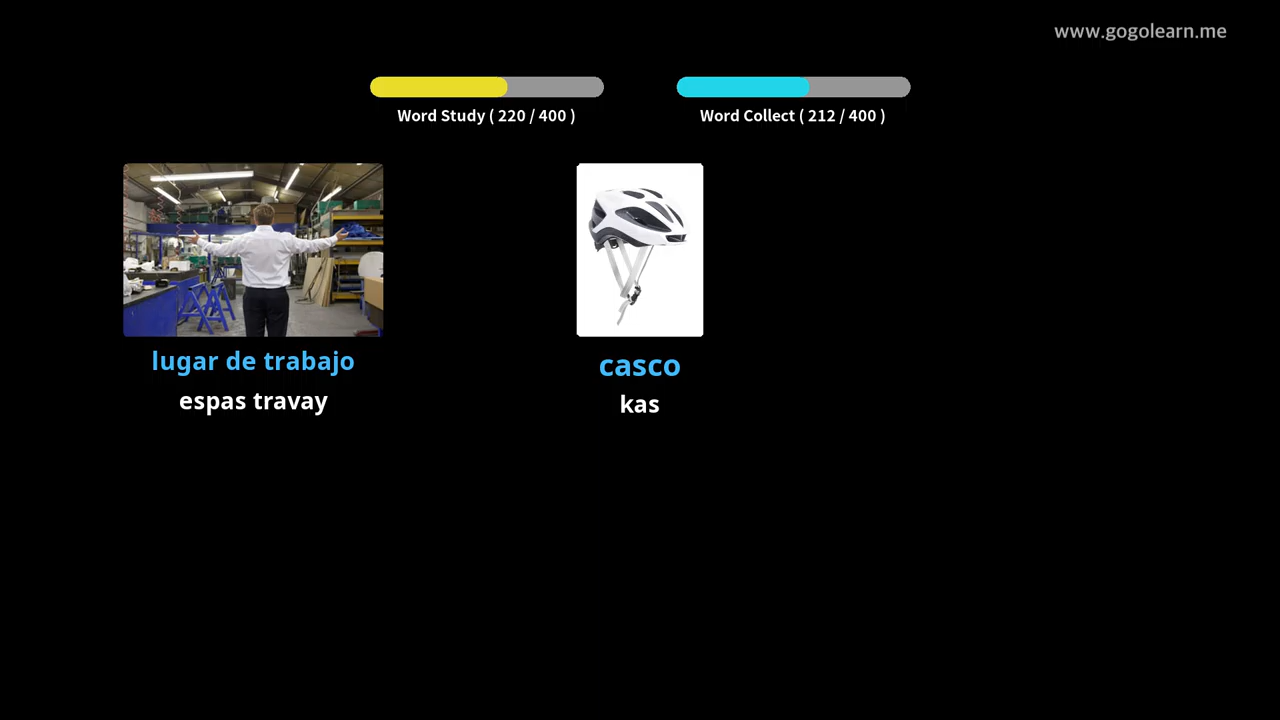 www.gogolearn.me
Word Study ( 220 / 400 )
Word Collect ( 212 / 400 )
lugar de trabajo
espas travay
casco
kas